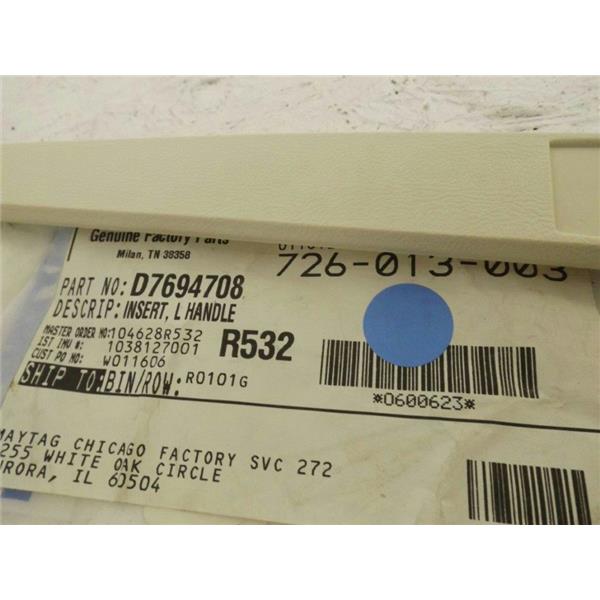 Genuine Factory Parts
Milan, TN 38358
726-013-003
PART NO: D7694708
DESCRIP: INSERT, L HANDLE
MASTER ORDER NO: 104628R532
1ST INV #: 1038127001
CUST PO NO: W011606
R532
SHIP TO: BIN/ROW: R0101G
*0600623*
MAYTAG CHICAGO FACTORY SVC 272
255 WHITE OAK CIRCLE
URORA, IL 60504